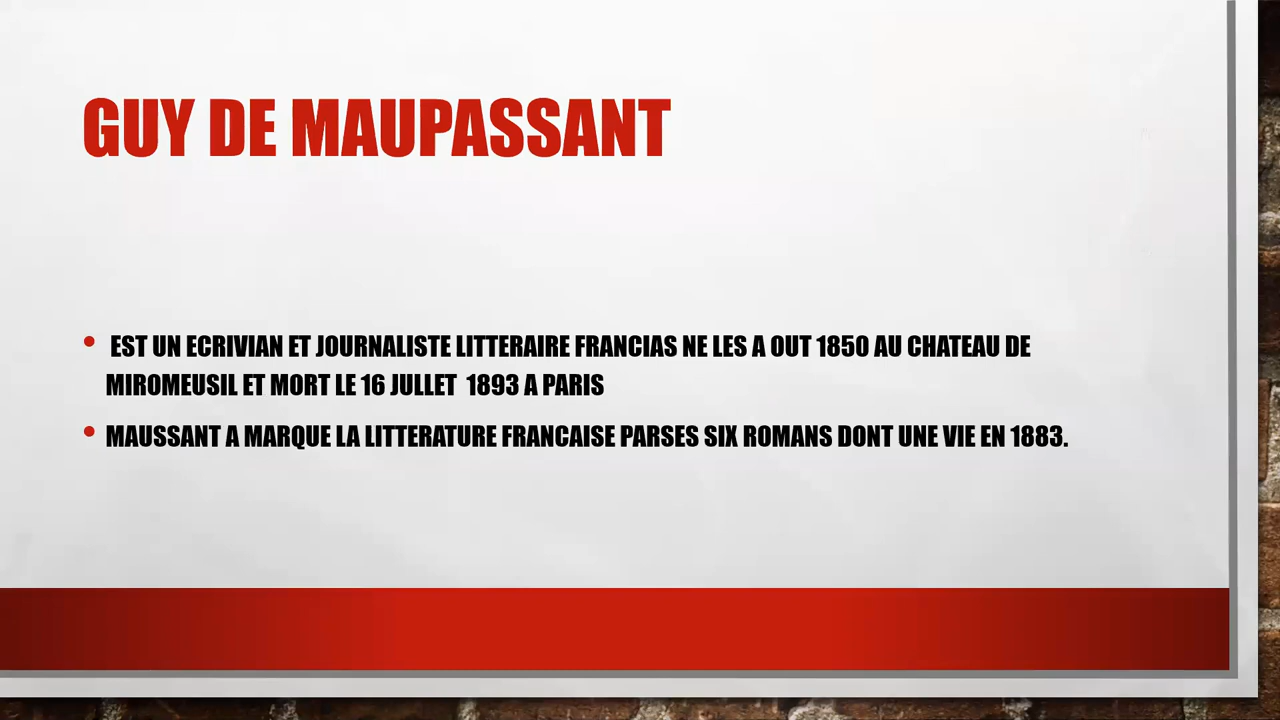 GUY DE MAUPASSANT
• EST UN ECRIVIAN ET JOURNALISTE LITTERAIRE FRANCIAS NE LES A OUT 1850 AU CHATEAU DE
MIROMEUSIL ET MORT LE 16 JULLET 1893 A PARIS
• MAUSSANT A MARQUE LA LITTERATURE FRANCAISE PARSES SIX ROMANS DONT UNE VIE EN 1883.